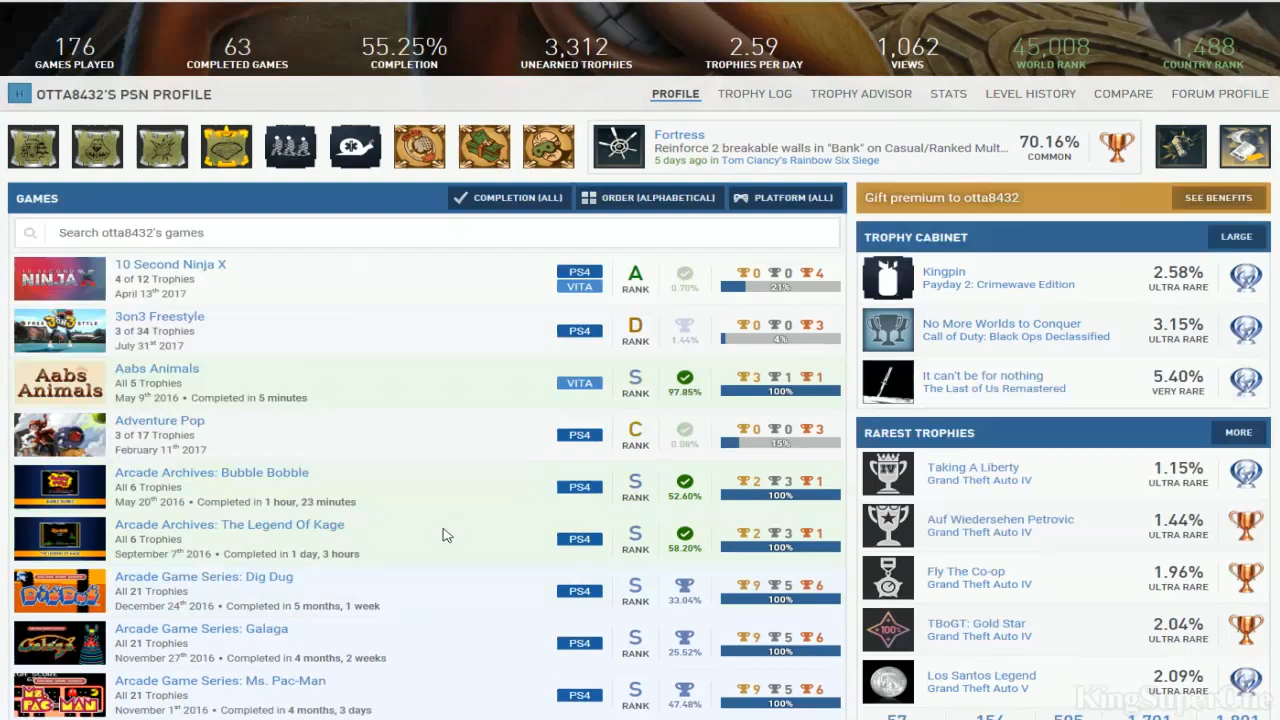 176
GAMES PLAYED
63
COMPLETED GAMES
55.25%
COMPLETION
3,312
UNEARNED TROPHIES
2.59
TROPHIES PER DAY
1,062
VIEWS
45,008
WORLD RANK
1,488
COUNTRY RANK
H OTTA8432'S PSN PROFILE
PROFILE TROPHY LOG TROPHY ADVISOR STATS LEVEL HISTORY COMPARE FORUM PROFILE
Fortress
Reinforce 2 breakable walls in "Bank" on Casual/Ranked Mult...
5 days ago in Tom Clancy's Rainbow Six Siege
70.16%
COMMON
GAMES
COMPLETION (ALL) ORDER (ALPHABETICAL) PLATFORM (ALL)
Search otta8432's games
10 SECOND NINJA X
10 Second Ninja X
4 of 12 Trophies
April 13th 2017
PS4
VITA
A
RANK
0.70%
0 0 4
21%
3on3 Freestyle
3 of 34 Trophies
July 31st 2017
PS4
D
RANK
1.44%
0 0 3
4%
Aabs Animals
Aabs Animals
All 5 Trophies
May 9th 2016 • Completed in 5 minutes
VITA
S
RANK
97.85%
3 1 1
100%
Adventure Pop
3 of 17 Trophies
February 11th 2017
PS4
C
RANK
0.08%
0 0 3
15%
Arcade Archives: Bubble Bobble
All 6 Trophies
May 20th 2016 • Completed in 1 hour, 23 minutes
PS4
S
RANK
52.60%
2 3 1
100%
Arcade Archives: The Legend Of Kage
All 6 Trophies
September 7th 2016 • Completed in 1 day, 3 hours
PS4
S
RANK
58.20%
2 3 1
100%
Arcade Game Series: Dig Dug
All 21 Trophies
December 24th 2016 • Completed in 5 months, 1 week
PS4
S
RANK
33.04%
9 5 6
100%
Arcade Game Series: Galaga
All 21 Trophies
November 27th 2016 • Completed in 4 months, 2 weeks
PS4
S
RANK
25.52%
9 5 6
100%
MS. PAC-MAN
Arcade Game Series: Ms. Pac-Man
All 21 Trophies
November 1st 2016 • Completed in 4 months, 3 days
PS4
S
RANK
47.48%
9 5 6
100%
Gift premium to otta8432
SEE BENEFITS
TROPHY CABINET
LARGE
Kingpin
Payday 2: Crimewave Edition
2.58%
ULTRA RARE
No More Worlds to Conquer
Call of Duty: Black Ops Declassified
3.15%
ULTRA RARE
It can't be for nothing
The Last of Us Remastered
5.40%
VERY RARE
RAREST TROPHIES
MORE
Taking A Liberty
Grand Theft Auto IV
1.15%
ULTRA RARE
Auf Wiedersehen Petrovic
Grand Theft Auto IV
1.44%
ULTRA RARE
Fly The Co-op
Grand Theft Auto IV
1.96%
ULTRA RARE
100%
TBoGT: Gold Star
Grand Theft Auto IV
2.04%
ULTRA RARE
Los Santos Legend
Grand Theft Auto V
2.09%
ULTRA RARE
KingSuperOne